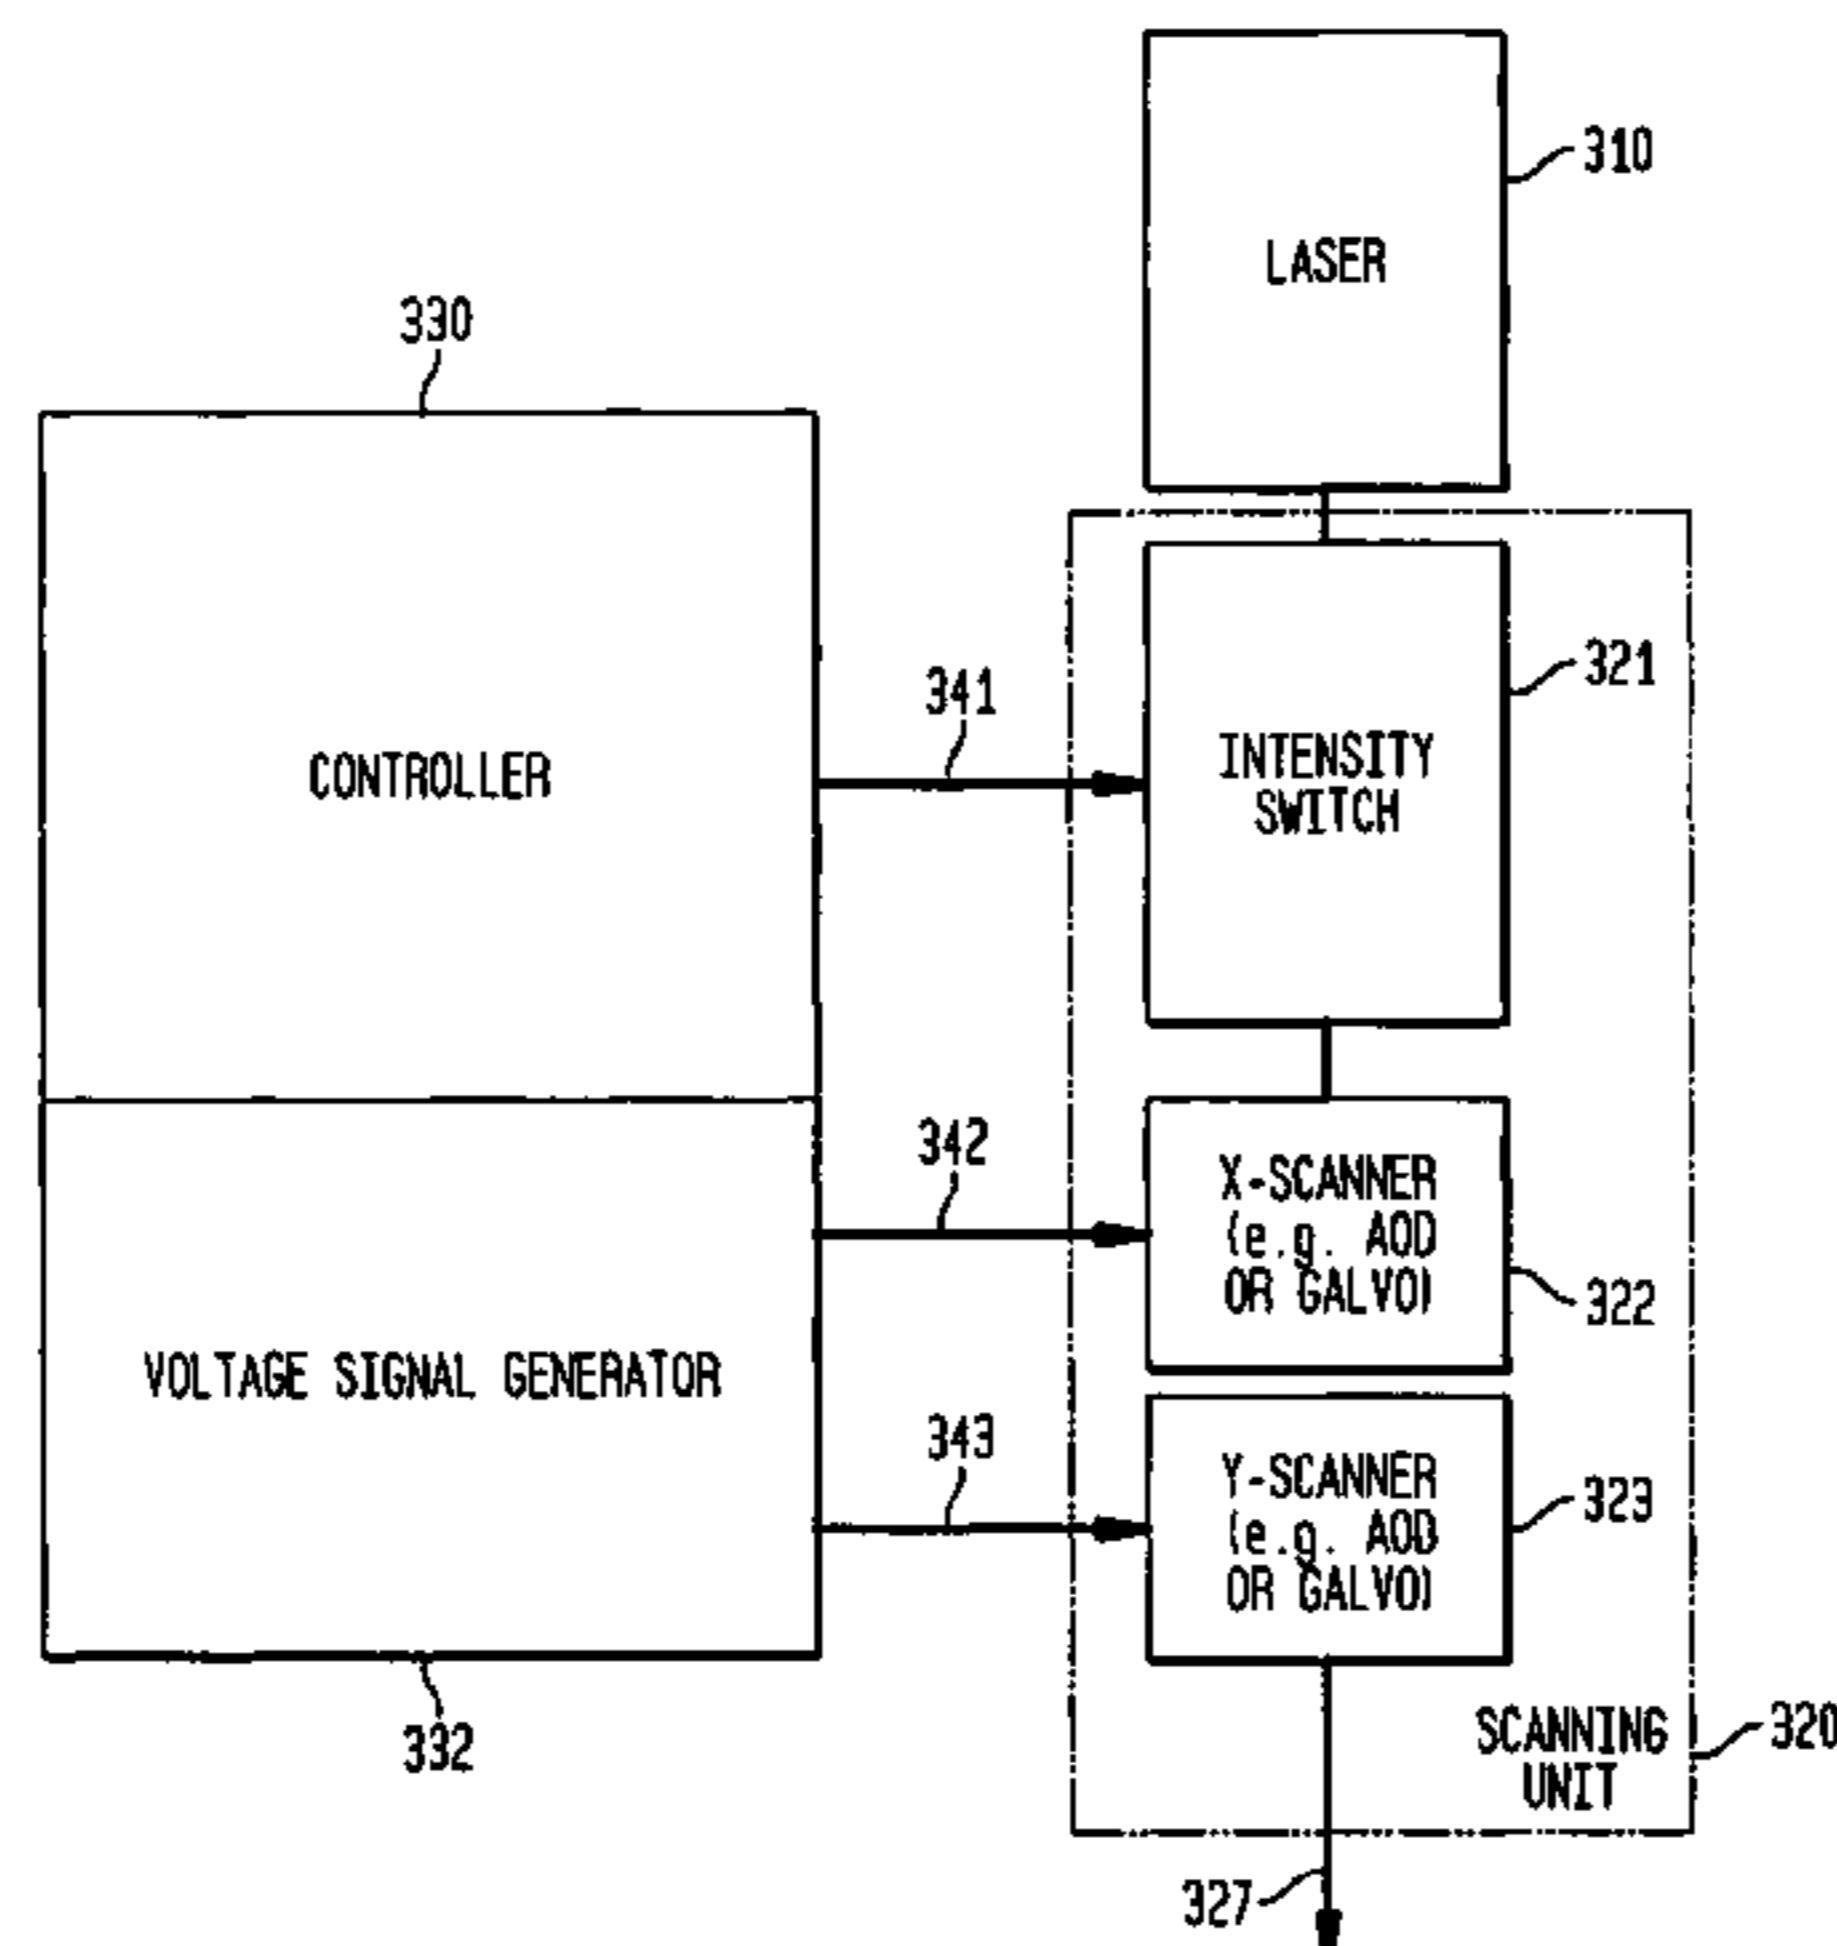 310
LASER
330
341
321
CONTROLLER
INTENSITY
SWITCH
342
X-SCANNER
(e.g. AOD
OR GALVO)
322
VOLTAGE SIGNAL GENERATOR
343
Y-SCANNER
(e.g. AOD
OR GALVO)
323
332
SCANNING
UNIT
320
327